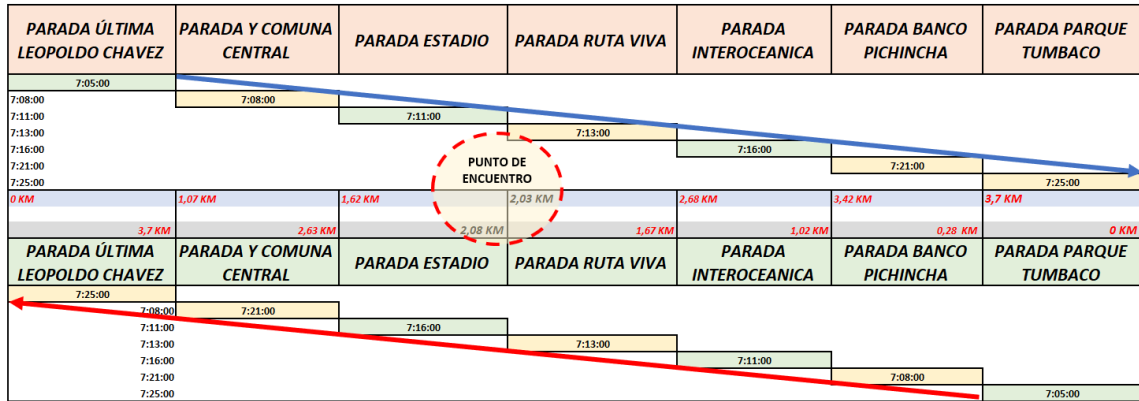 PARADA ÚLTIMA LEOPOLDO CHAVEZ PARADA Y COMUNA CENTRAL PARADA ESTADIO PARADA RUTA VIVA PARADA INTEROCEANICA PARADA BANCO PICHINCHA PARADA PARQUE TUMBACO
7:05:00
7:08:00 7:08:00
7:11:00 7:11:00
7:13:00 7:13:00
7:16:00 7:16:00
7:21:00 7:21:00
7:25:00 7:25:00
PUNTO DE
ENCUENTRO
0 KM 1,07 KM 1,62 KM 2,03 KM 2,68 KM 3,42 KM 3,7 KM
3,7 KM 2,63 KM 2,08 KM 1,67 KM 1,02 KM 0,28 KM 0 KM
PARADA ÚLTIMA LEOPOLDO CHAVEZ PARADA Y COMUNA CENTRAL PARADA ESTADIO PARADA RUTA VIVA PARADA INTEROCEANICA PARADA BANCO PICHINCHA PARADA PARQUE TUMBACO
7:25:00
7:08:00 7:21:00
7:11:00 7:16:00
7:13:00 7:13:00
7:16:00 7:11:00
7:21:00 7:08:00
7:25:00 7:05:00